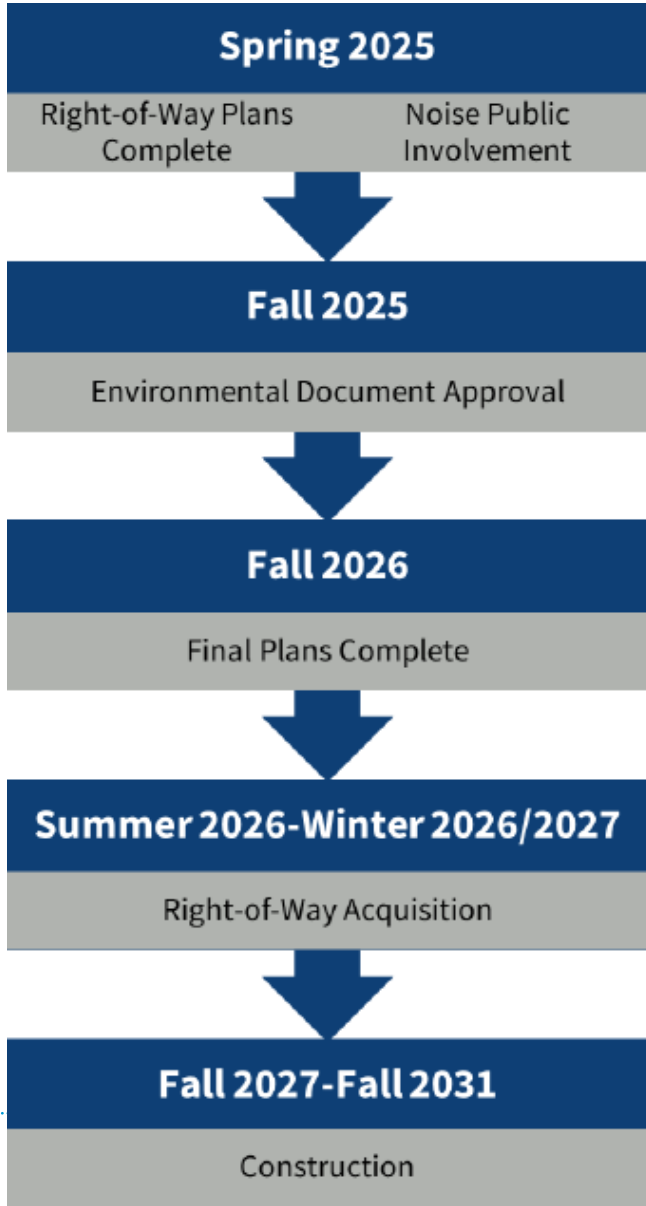 Spring 2025
Right-of-Way Plans
Complete
Noise Public
Involvement
Fall 2025
Environmental Document Approval
Fall 2026
Final Plans Complete
Summer 2026-Winter 2026/2027
Right-of-Way Acquisition
Fall 2027-Fall 2031
Construction